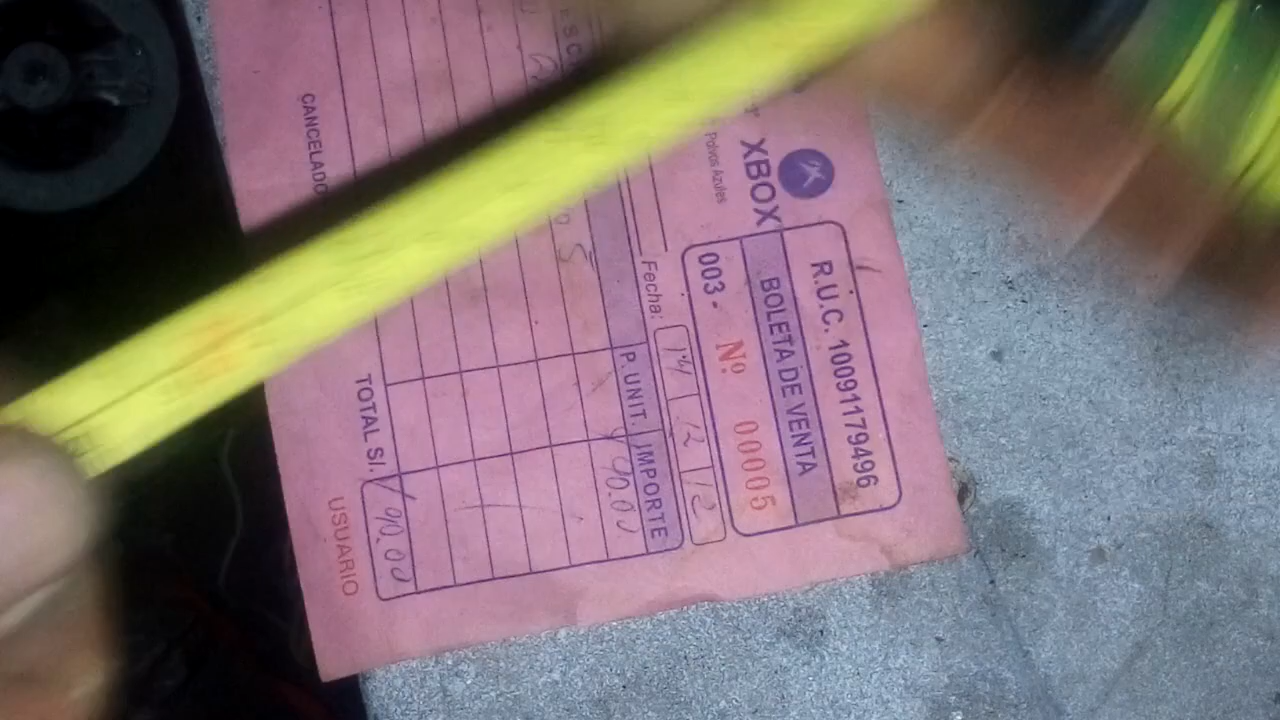 XBOX
Polvos Azules
R.U.C. 10091179496
BOLETA DE VENTA
003 - Nº 00005
Fecha: 14 12 12
P. UNIT. IMPORTE
90.00
CANCELADO
TOTAL S/. 90.00
USUARIO